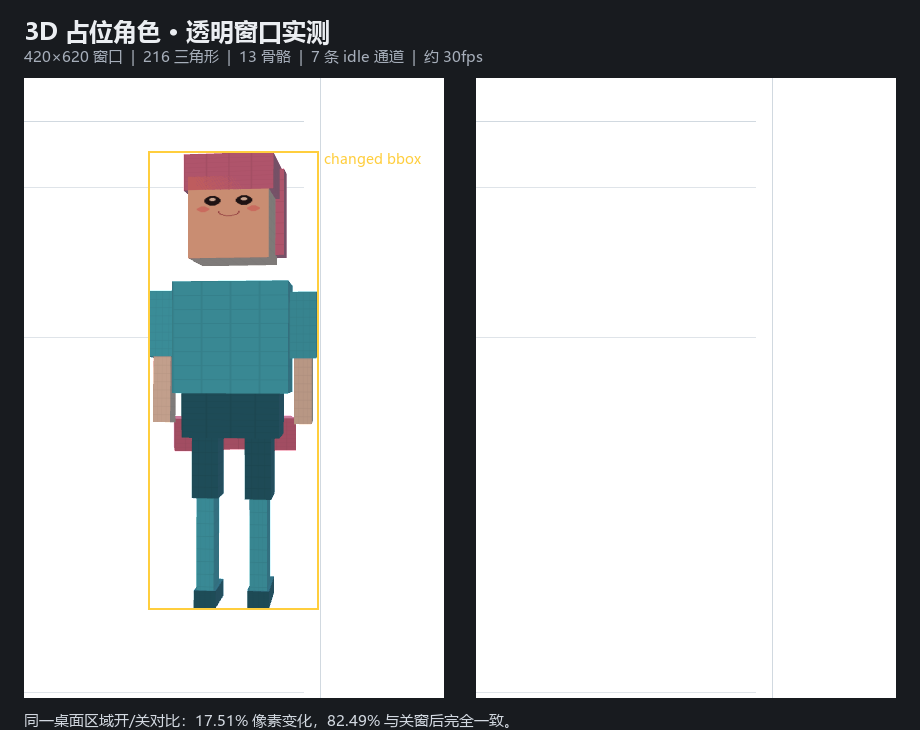 3D 占位角色 • 透明窗口实测
420×620 窗口 | 216 三角形 | 13 骨骼 | 7 条 idle 通道 | 约 30fps
changed bbox
同一桌面区域开/关对比：17.51% 像素变化，82.49% 与关窗后完全一致。